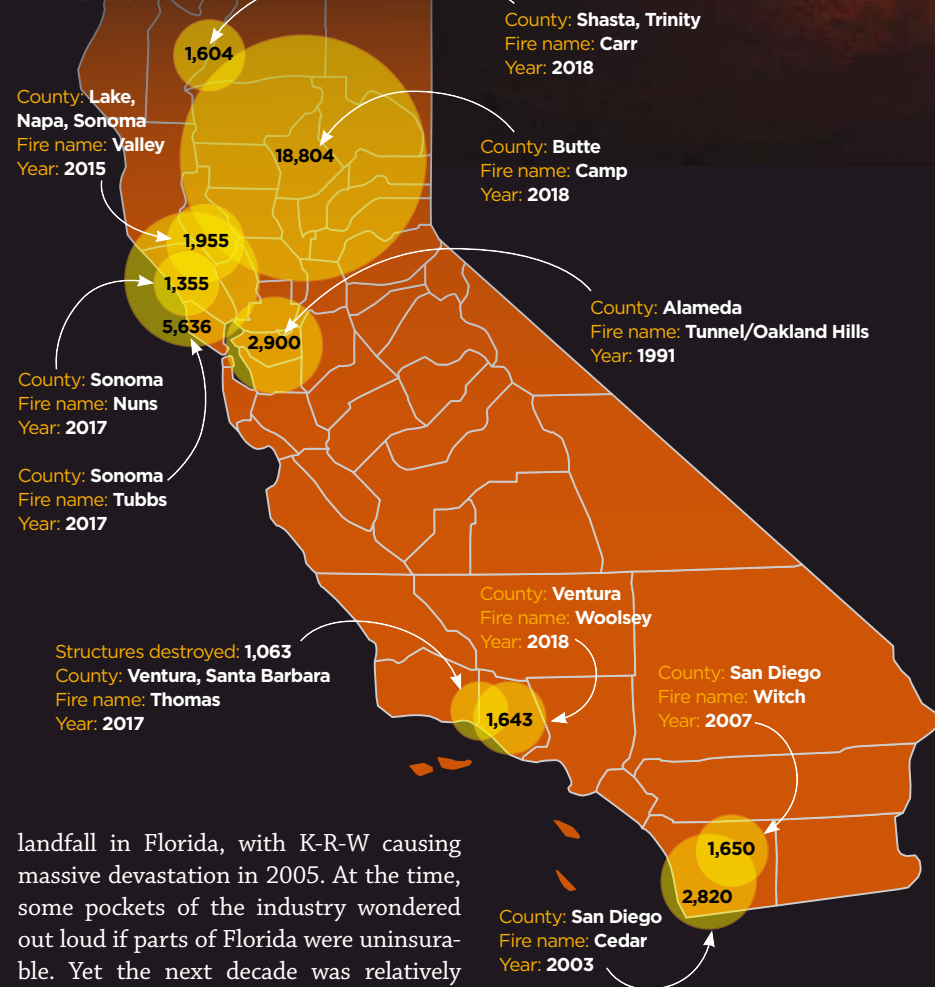 County: Shasta, Trinity
Fire name: Carr
Year: 2018
1,604
County: Lake,
Napa, Sonoma
Fire name: Valley
Year: 2015
18,804
County: Butte
Fire name: Camp
Year: 2018
1,955
1,355
5,636
2,900
County: Alameda
Fire name: Tunnel/Oakland Hills
Year: 1991
County: Sonoma
Fire name: Nuns
Year: 2017
County: Sonoma
Fire name: Tubbs
Year: 2017
County: Ventura
Fire name: Woolsey
Year: 2018
Structures destroyed: 1,063
County: Ventura, Santa Barbara
Fire name: Thomas
Year: 2017
1,643
County: San Diego
Fire name: Witch
Year: 2007
1,650
2,820
County: San Diego
Fire name: Cedar
Year: 2003
landfall in Florida, with K-R-W causing
massive devastation in 2005. At the time,
some pockets of the industry wondered
out loud if parts of Florida were uninsura-
ble. Yet the next decade was relatively